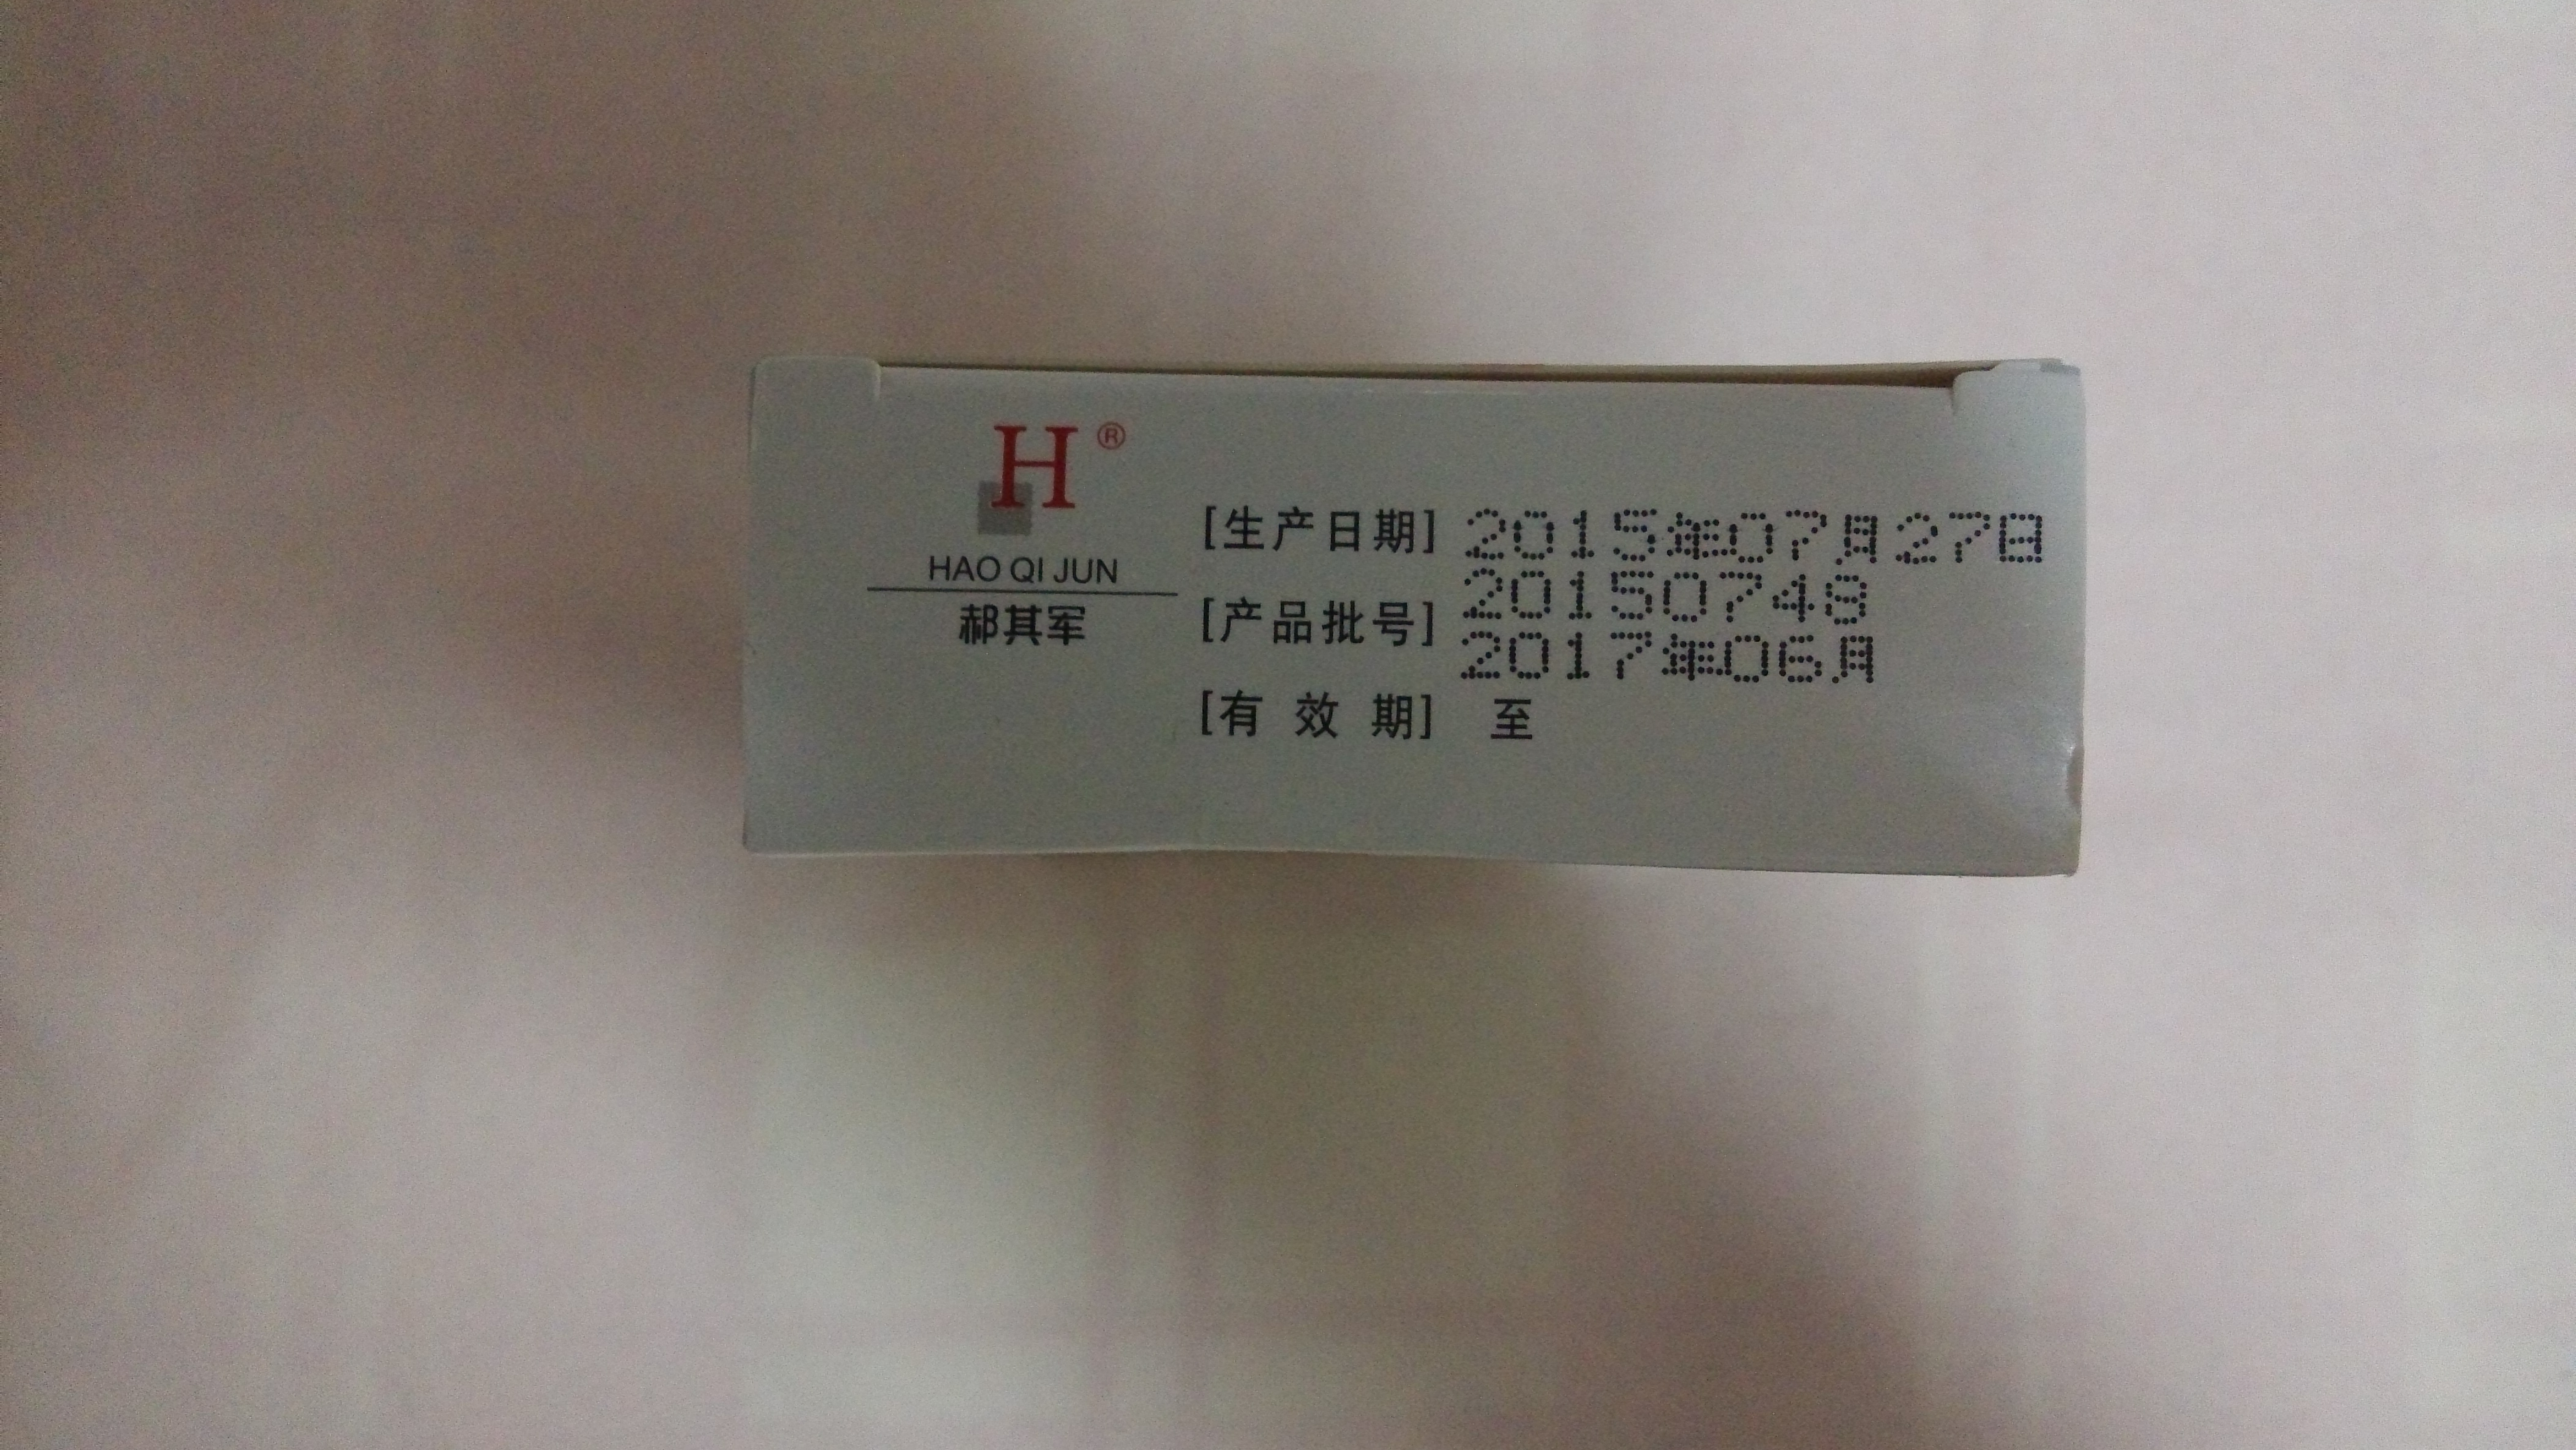 H®
HAO QI JUN
郝其军
[生产日期] 2015年07月27日
[产品批号] 20150748
[有 效 期] 至 2017年06月